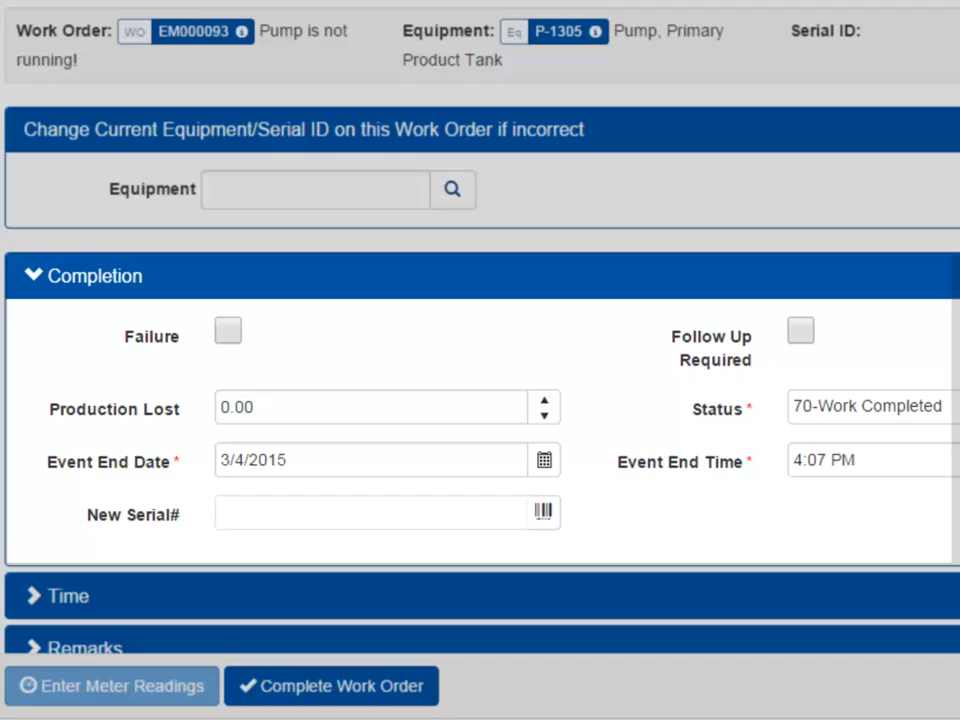 Work Order: WO EM000093 Pump is not running!
Equipment: Eq P-1305 Pump, Primary Product Tank
Serial ID:
Change Current Equipment/Serial ID on this Work Order if incorrect
Equipment
Completion
Failure
Follow Up Required
Production Lost 0.00
Status * 70-Work Completed
Event End Date * 3/4/2015
Event End Time * 4:07 PM
New Serial#
Time
Remarks
Enter Meter Readings
Complete Work Order